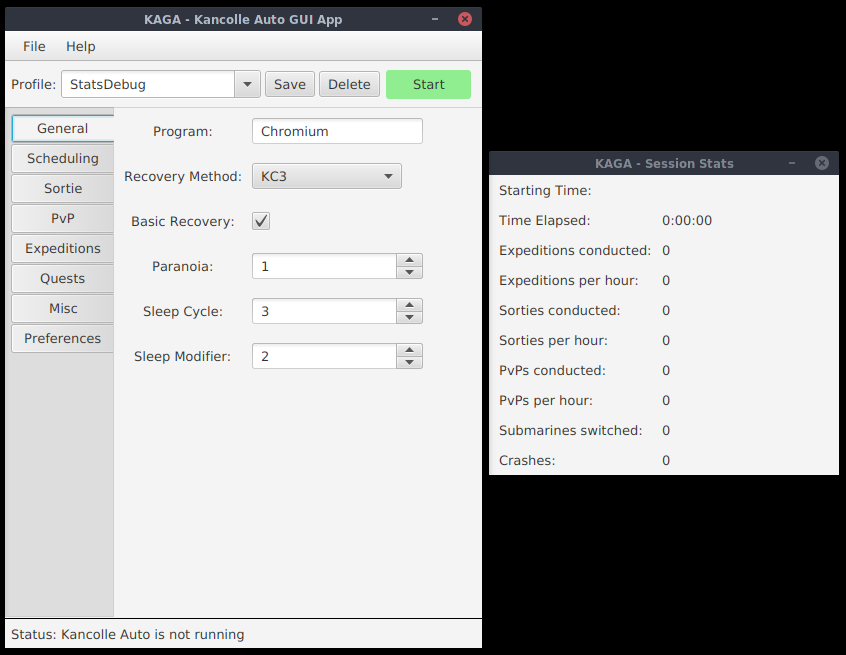 KAGA - Kancolle Auto GUI App
File Help
Profile: StatsDebug Save Delete Start
General
Scheduling
Sortie
PvP
Expeditions
Quests
Misc
Preferences
Program: Chromium
Recovery Method: KC3
Basic Recovery:
Paranoia: 1
Sleep Cycle: 3
Sleep Modifier: 2
Status: Kancolle Auto is not running
KAGA - Session Stats
Starting Time:
Time Elapsed: 0:00:00
Expeditions conducted: 0
Expeditions per hour: 0
Sorties conducted: 0
Sorties per hour: 0
PvPs conducted: 0
PvPs per hour: 0
Submarines switched: 0
Crashes: 0